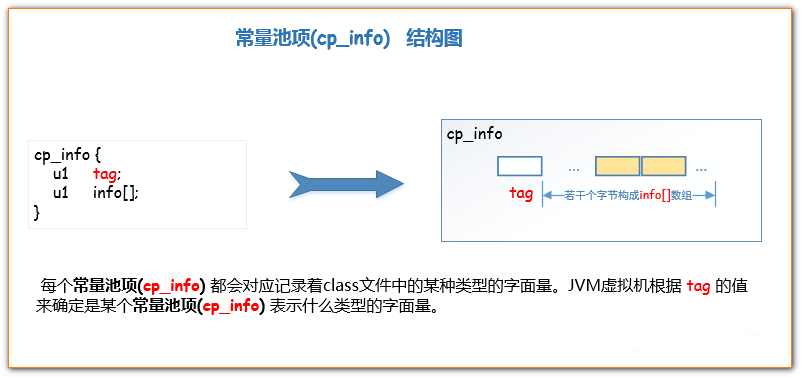 常量池项(cp_info) 结构图
cp_info {
u1 tag;
u1 info[];
}
cp_info
... ...
tag
若干个字节构成info[]数组
每个常量池项(cp_info) 都会对应记录着class文件中的某种类型的字面量。JVM虚拟机根据 tag 的值
来确定是某个常量池项(cp_info) 表示什么类型的字面量。